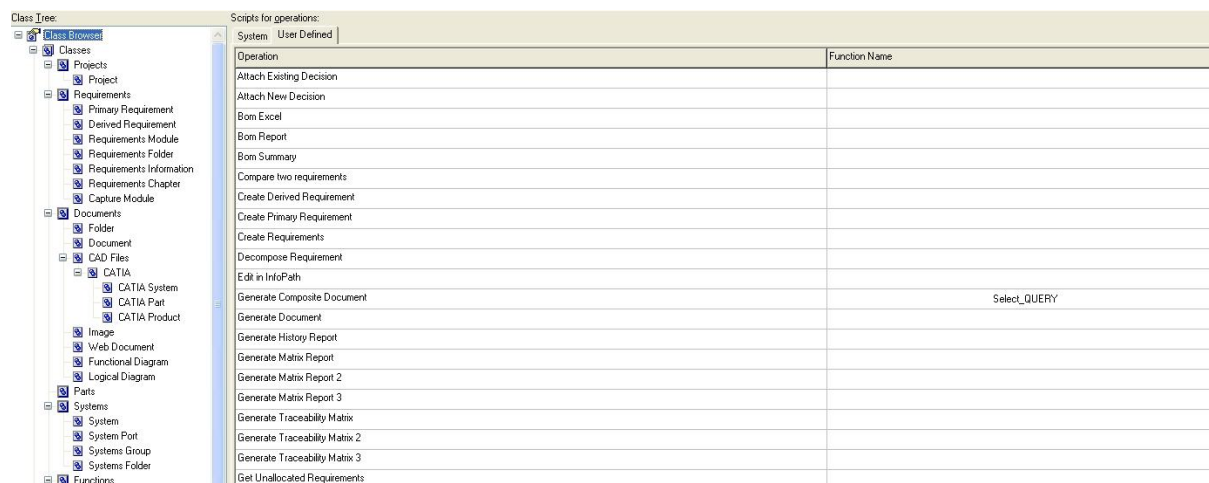 Class Tree:
Class Browser
Classes
Projects
Project
Requirements
Primary Requirement
Derived Requirement
Requirements Module
Requirements Folder
Requirements Information
Requirements Chapter
Capture Module
Documents
Folder
Document
CAD Files
CATIA
CATIA System
CATIA Part
CATIA Product
Image
Web Document
Functional Diagram
Logical Diagram
Parts
Systems
System
System Port
Systems Group
Systems Folder
Functions
Scripts for operations:
System User Defined
Operation Function Name
Attach Existing Decision
Attach New Decision
Bom Excel
Bom Report
Bom Summary
Compare two requirements
Create Derived Requirement
Create Primary Requirement
Create Requirements
Decompose Requirement
Edit in InfoPath
Generate Composite Document Select_QUERY
Generate Document
Generate History Report
Generate Matrix Report
Generate Matrix Report 2
Generate Matrix Report 3
Generate Traceability Matrix
Generate Traceability Matrix 2
Generate Traceability Matrix 3
Get Unallocated Requirements